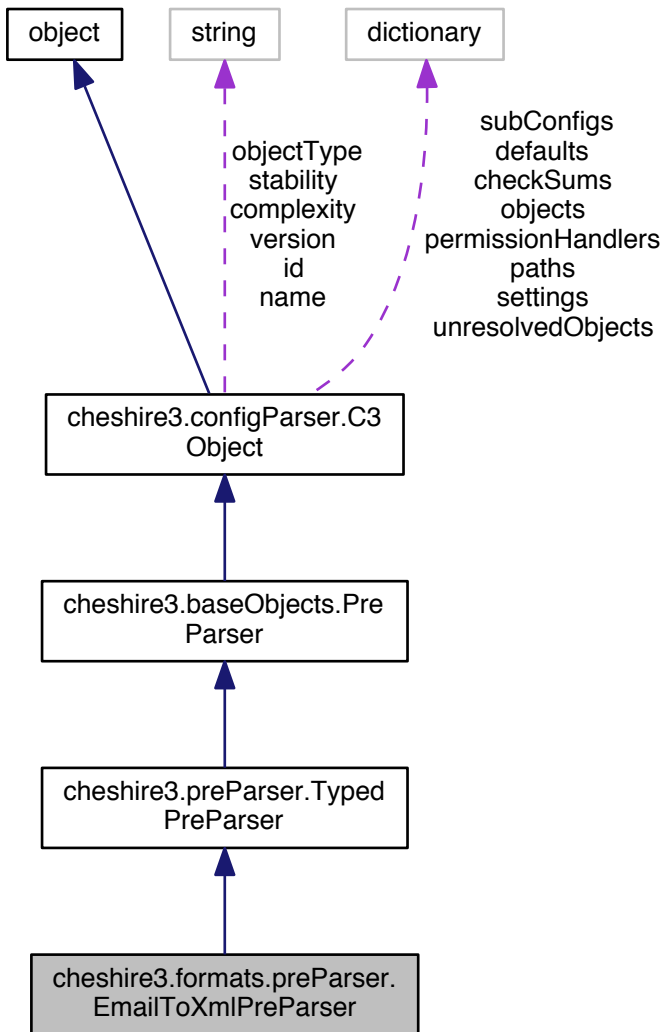 object
string
dictionary
objectType
stability
complexity
version
id
name
subConfigs
defaults
checkSums
objects
permissionHandlers
paths
settings
unresolvedObjects
cheshire3.configParser.C3
Object
cheshire3.baseObjects.Pre
Parser
cheshire3.preParser.Typed
PreParser
cheshire3.formats.preParser.
EmailToXmlPreParser